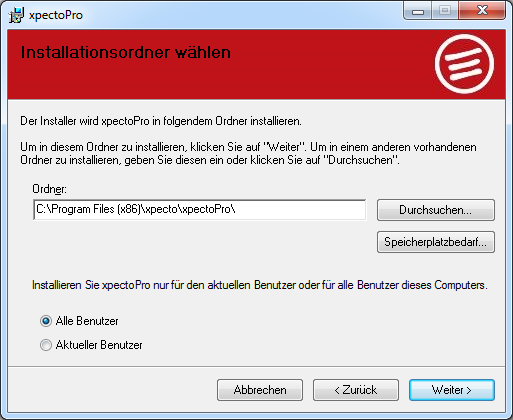 xpectoPro
Installationsordner wählen
Der Installer wird xpectoPro in folgendem Ordner installieren.
Um in diesem Ordner zu installieren, klicken Sie auf "Weiter". Um in einem anderen vorhandenen
Ordner zu installieren, geben Sie diesen ein oder klicken Sie auf "Durchsuchen".
Ordner:
C:\Program Files (x86)\xpecto\xpectoPro\
Durchsuchen...
Speicherplatzbedarf...
Installieren Sie xpectoPro nur für den aktuellen Benutzer oder für alle Benutzer dieses Computers.
Alle Benutzer
Aktueller Benutzer
Abbrechen
< Zurück
Weiter >